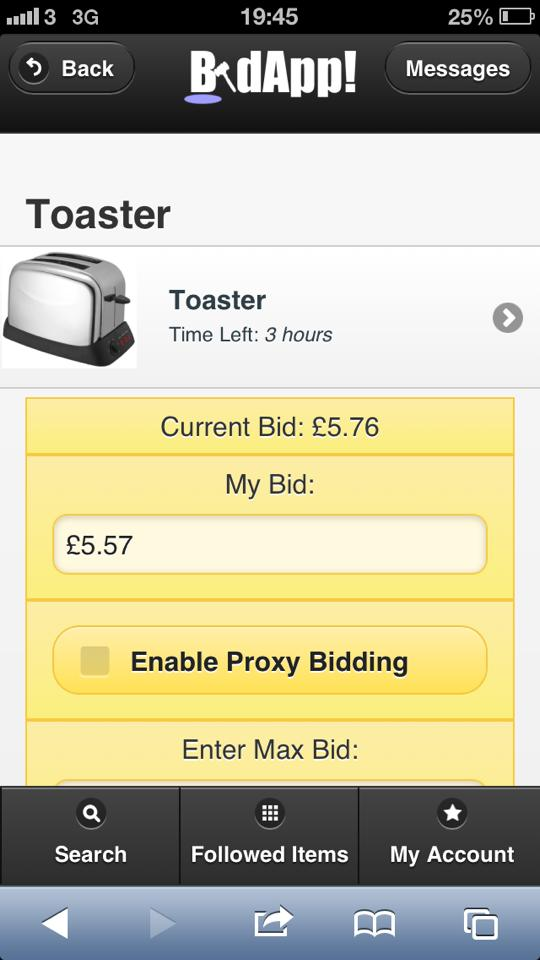 3 3G 19:45 25%
Back BidApp! Messages
Toaster
Toaster
Time Left: 3 hours
Current Bid: £5.76
My Bid:
£5.57
Enable Proxy Bidding
Enter Max Bid:
Search Followed Items My Account